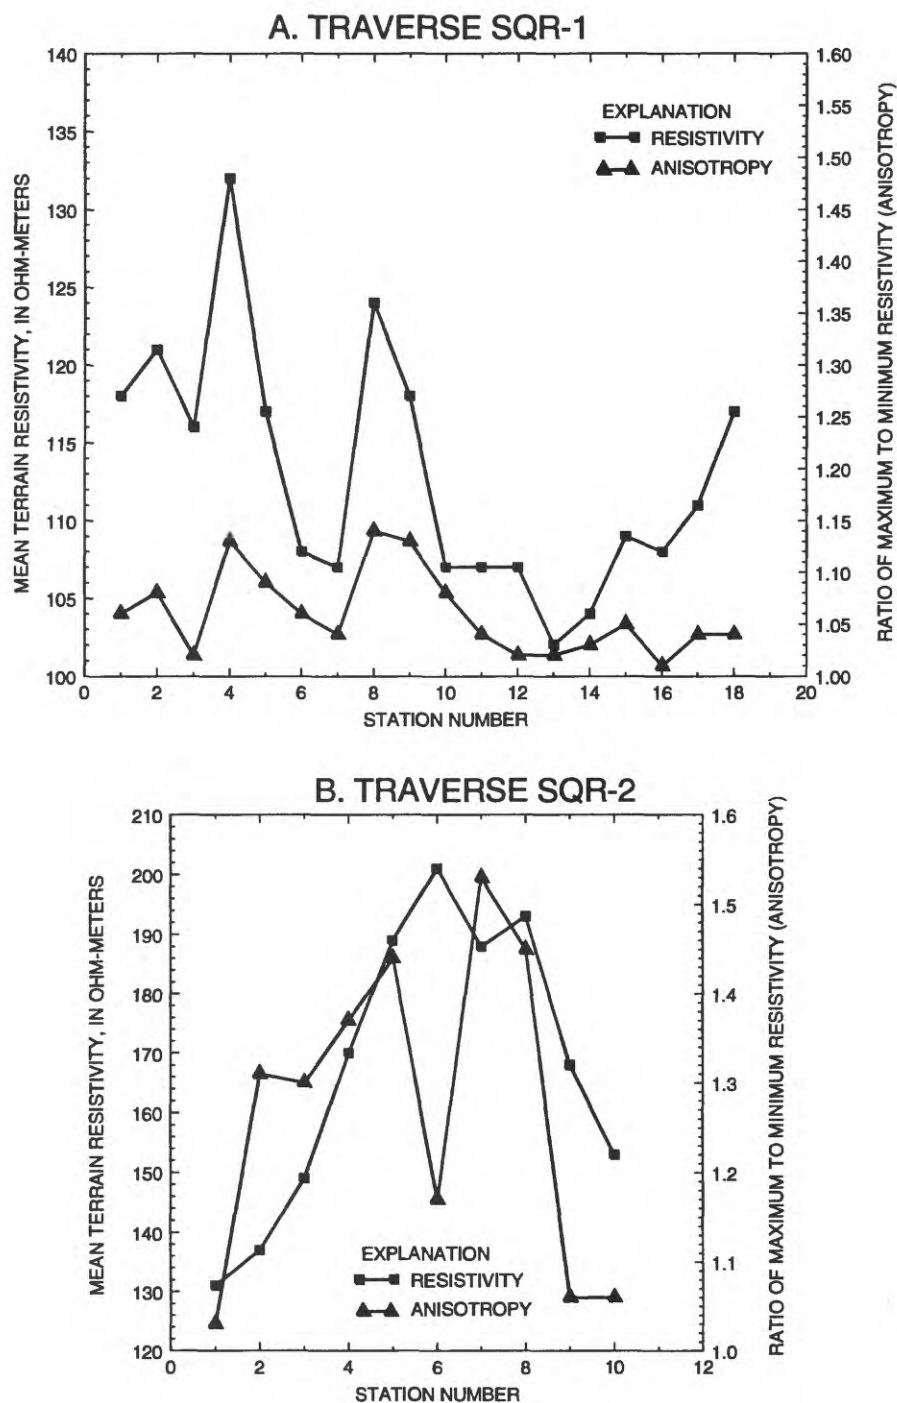 A. TRAVERSE SQR-1
140
135
130
125
120
115
110
105
100
MEAN TERRAIN RESISTIVITY, IN OHM-METERS
EXPLANATION
RESISTIVITY
ANISOTROPY
1.60
1.55
1.50
1.45
1.40
1.35
1.30
1.25
1.20
1.15
1.10
1.05
1.00
RATIO OF MAXIMUM TO MINIMUM RESISTIVITY (ANISOTROPY)
0 2 4 6 8 10 12 14 16 18 20
STATION NUMBER
B. TRAVERSE SQR-2
210
200
190
180
170
160
150
140
130
120
MEAN TERRAIN RESISTIVITY, IN OHM-METERS
EXPLANATION
RESISTIVITY
ANISOTROPY
1.6
1.5
1.4
1.3
1.2
1.1
1.0
RATIO OF MAXIMUM TO MINIMUM RESISTIVITY (ANISOTROPY)
0 2 4 6 8 10 12
STATION NUMBER